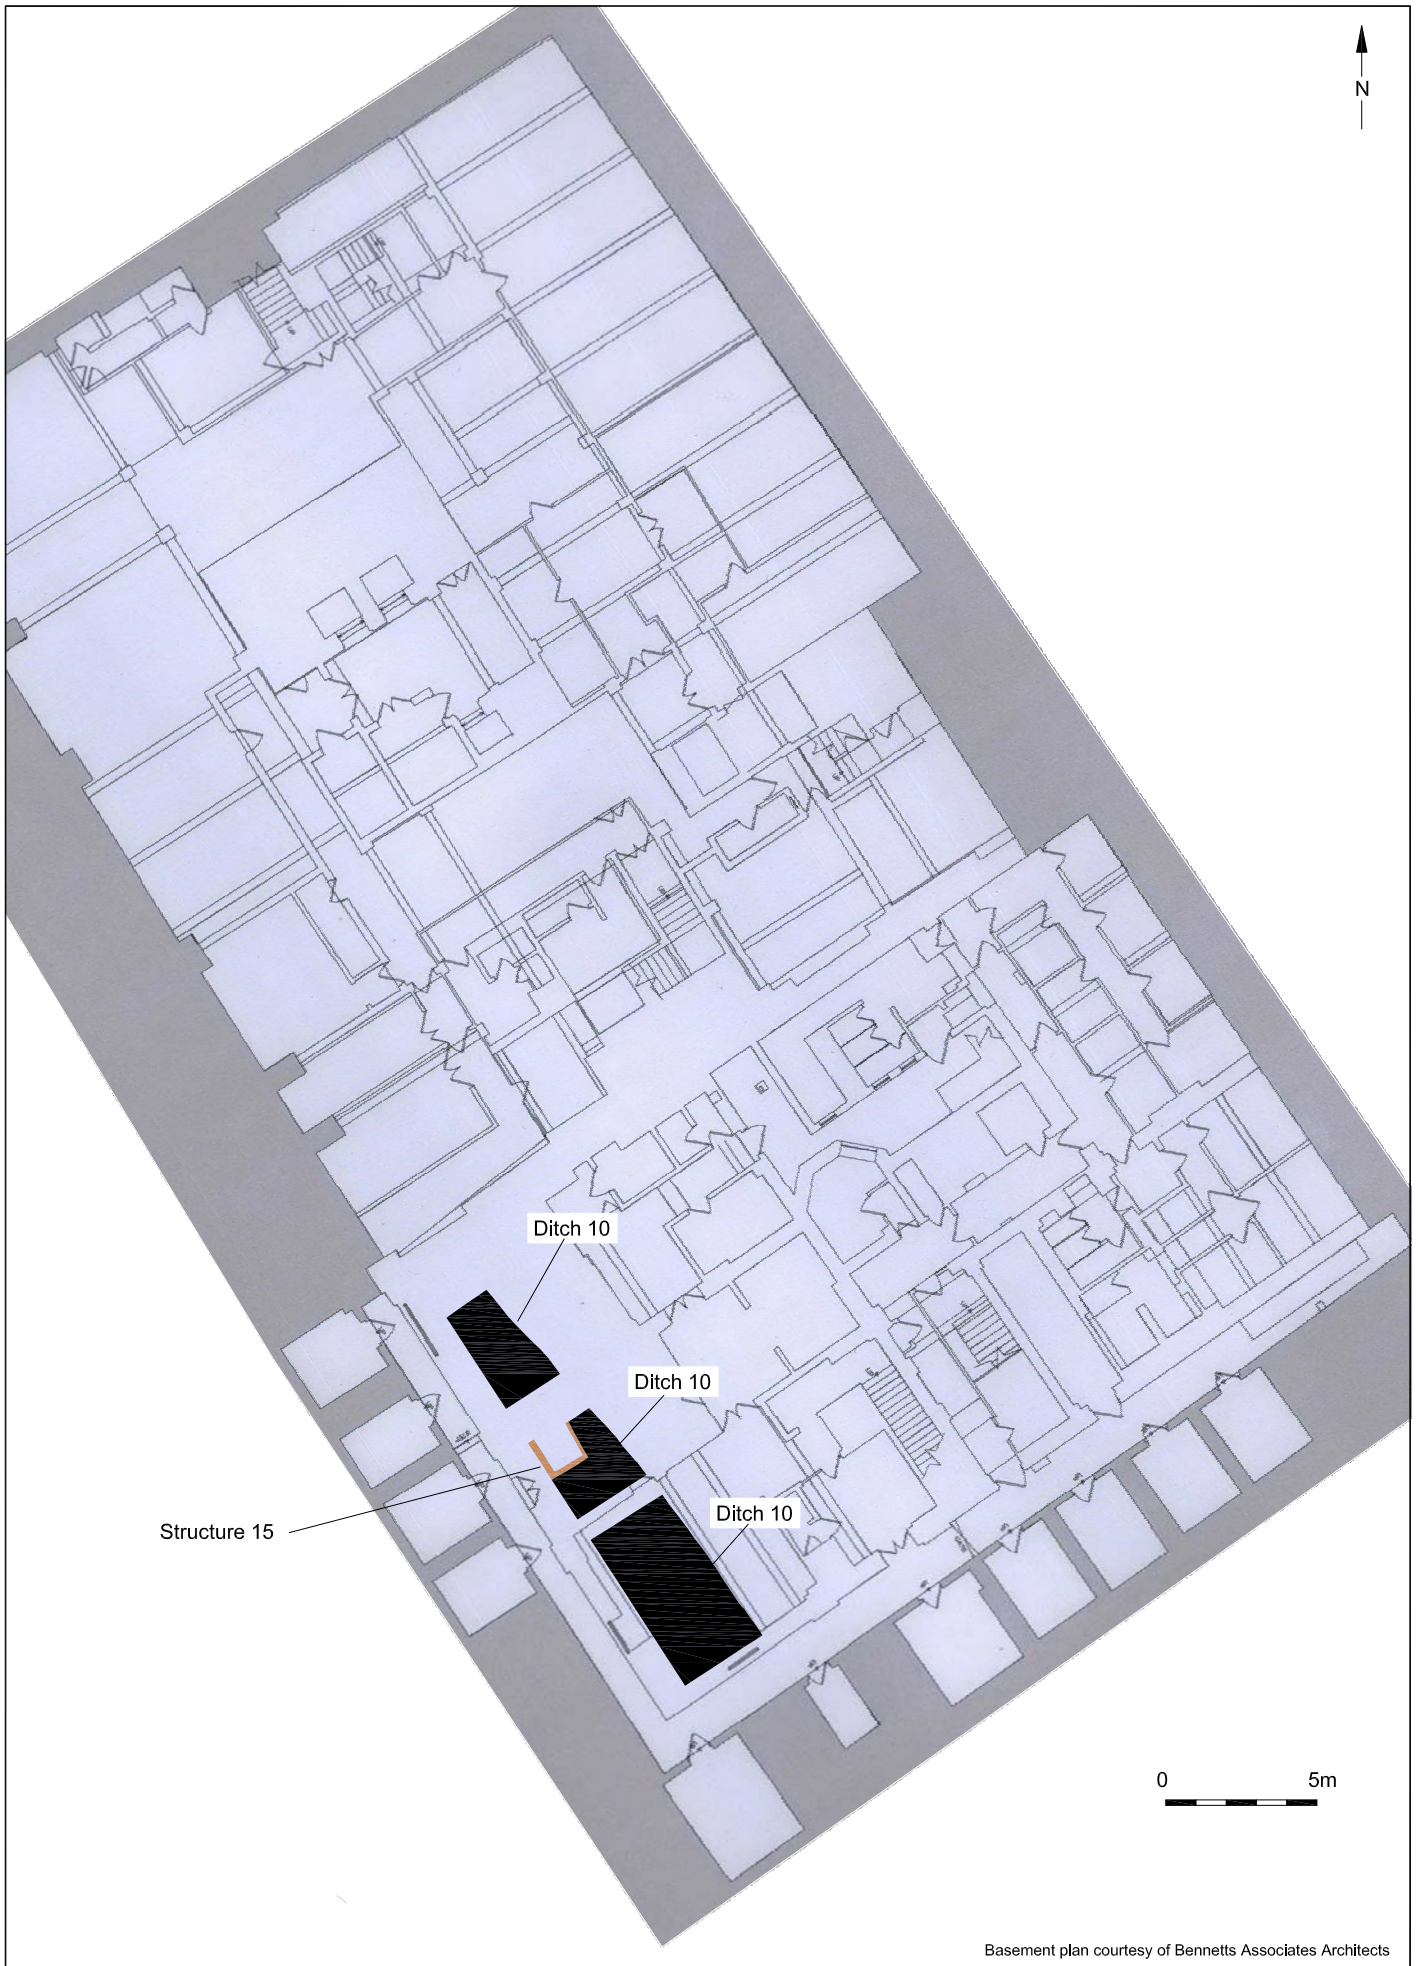 N
Ditch 10
Ditch 10
Ditch 10
Structure 15
0 5m
Basement plan courtesy of Bennetts Associates Architects